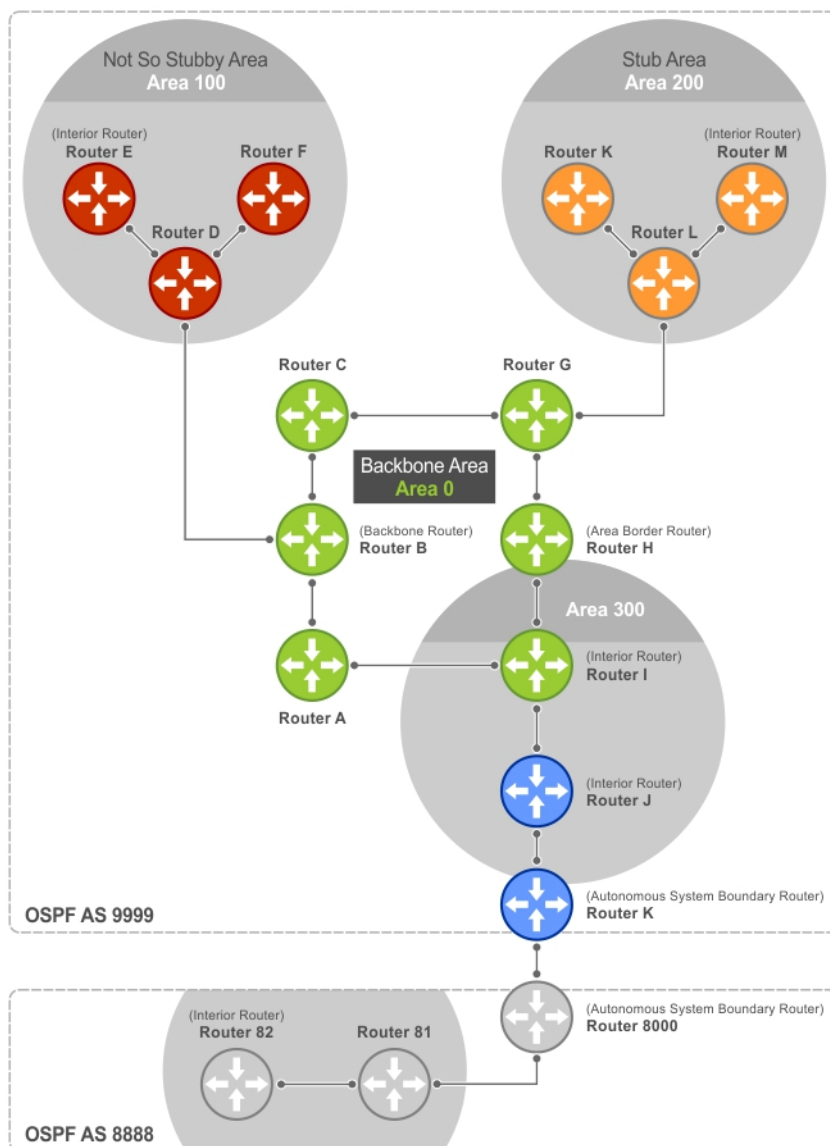 Not So Stubby Area
Area 100
(Interior Router)
Router E
Router F
Router D
Stub Area
Area 200
Router K
(Interior Router)
Router M
Router L
Router C
Router G
Backbone Area
Area 0
(Backbone Router)
Router B
(Area Border Router)
Router H
Area 300
(Interior Router)
Router I
Router A
(Interior Router)
Router J
(Autonomous System Boundary Router)
Router K
OSPF AS 9999
(Autonomous System Boundary Router)
Router 8000
(Interior Router)
Router 82
Router 81
OSPF AS 8888